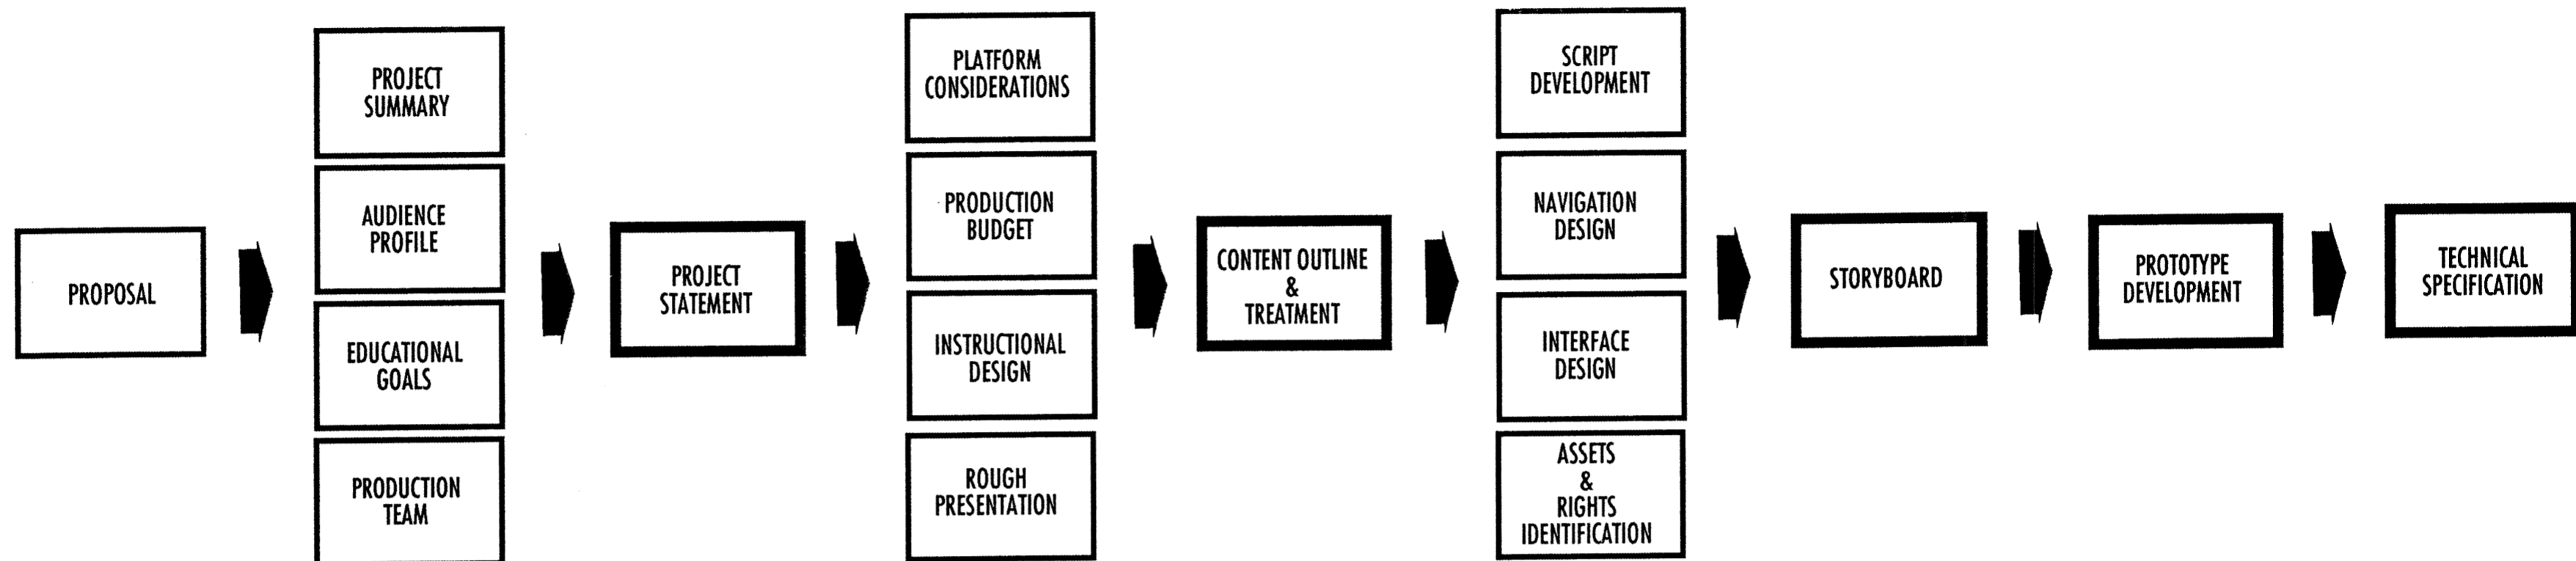 PROPOSAL
PROJECT
SUMMARY
AUDIENCE
PROFILE
EDUCATIONAL
GOALS
PRODUCTION
TEAM
PROJECT
STATEMENT
PLATFORM
CONSIDERATIONS
PRODUCTION
BUDGET
INSTRUCTIONAL
DESIGN
ROUGH
PRESENTATION
CONTENT OUTLINE
&
TREATMENT
SCRIPT
DEVELOPMENT
NAVIGATION
DESIGN
INTERFACE
DESIGN
ASSETS
&
RIGHTS
IDENTIFICATION
STORYBOARD
PROTOTYPE
DEVELOPMENT
TECHNICAL
SPECIFICATION